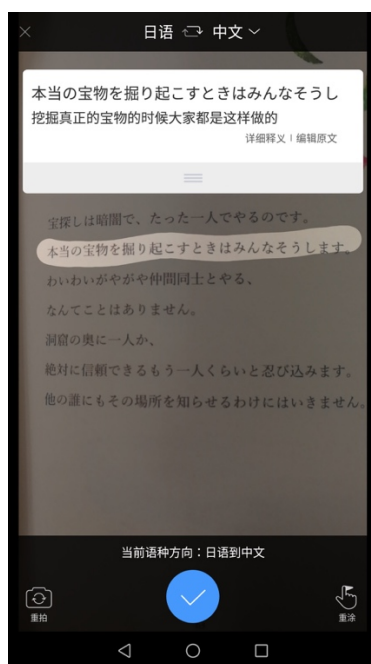 日语 中文
本当の宝物を掘り起こすときはみんなそうし
挖掘真正的宝物的时候大家都是这样做的
详细释义 | 编辑原文
宝探しは暗闇で、たった一人でやるのです。
本当の宝物を掘り起こすときはみんなそうします。
わいわいがやがや仲間同士とやる、
なんてことはありません。
洞窟の奥に一人か、
絶対に信頼できるもう一人くらいと忍び込みます。
他の誰にもその場所を知らせるわけにはいきません。
当前语种方向：日语到中文
重拍
重涂